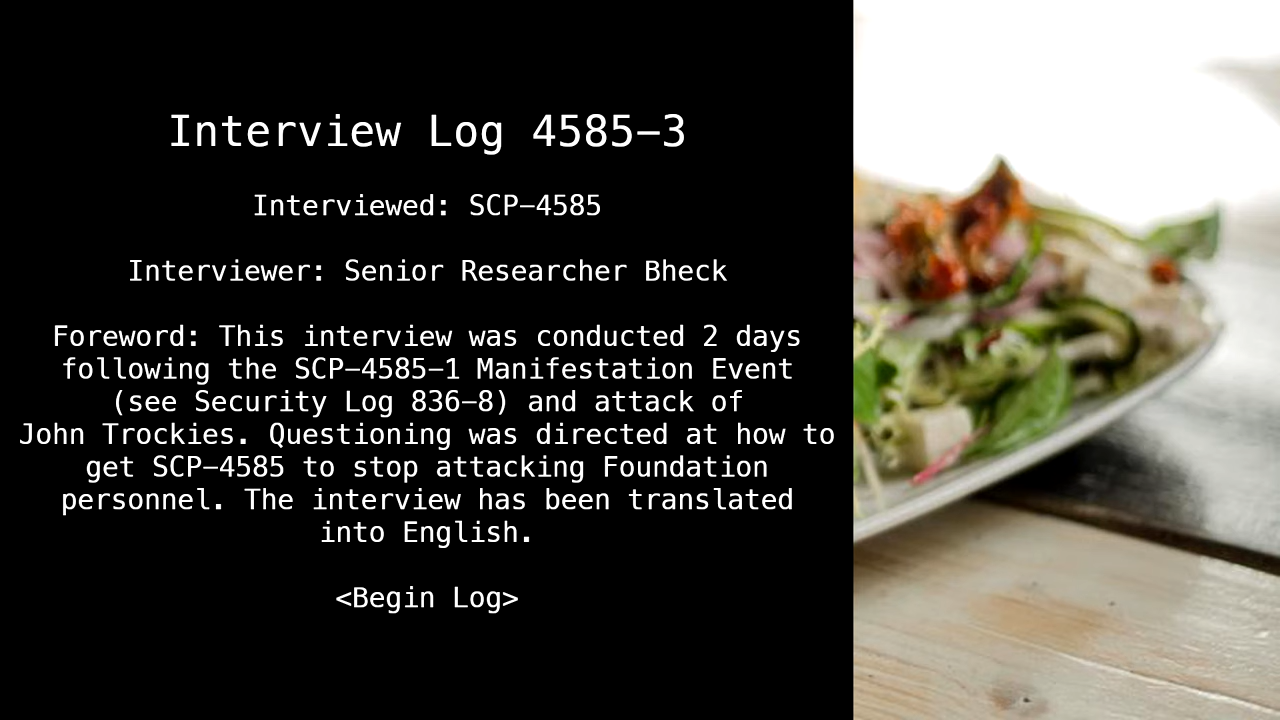 Interview Log 4585–3
Interviewed: SCP–4585
Interviewer: Senior Researcher Bheck
Foreword: This interview was conducted 2 days
following the SCP–4585–1 Manifestation Event
(see Security Log 836–8) and attack of
John Trockies. Questioning was directed at how to
get SCP–4585 to stop attacking Foundation
personnel. The interview has been translated
into English.
<Begin Log>